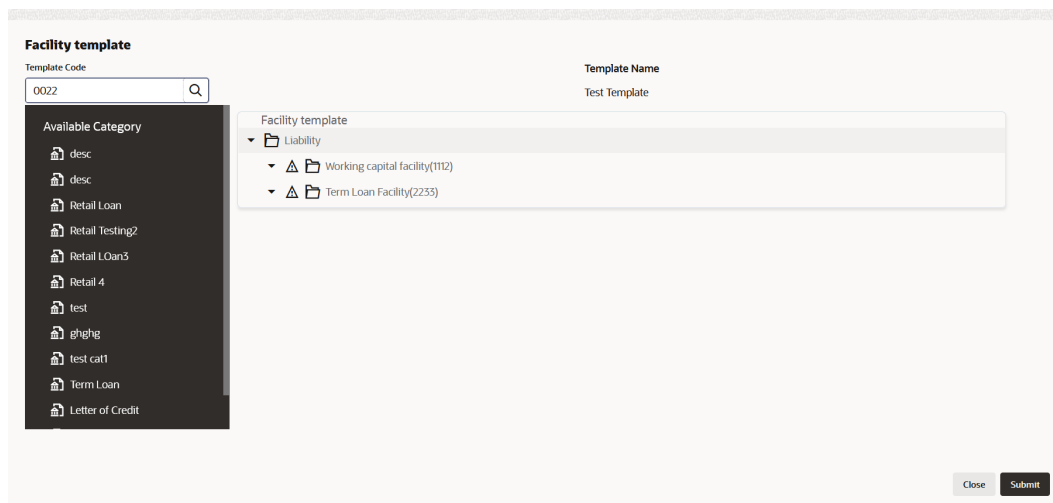 Facility template
Template Code
Template Name
0022
Test Template
Available Category
desc
desc
Retail Loan
Retail Testing2
Retail LOan3
Retail 4
test
ghghg
test cat1
Term Loan
Letter of Credit
Facility template
Liability
Working capital facility(1112)
Term Loan Facility(2233)
Close
Submit